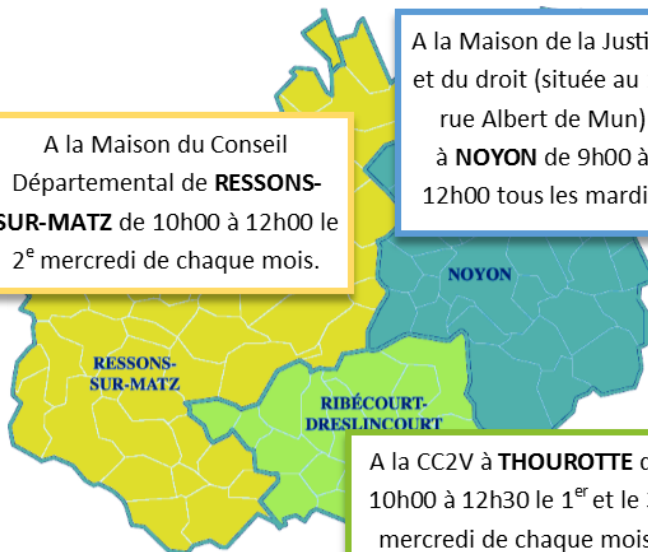 A la Maison du Conseil
Départemental de RESSONS-
SUR-MATZ de 10h00 à 12h00 le
2e mercredi de chaque mois.
A la Maison de la
et du droit (située au
rue Albert de Mun)
à NOYON de 9h00 à
12h00 tous les
NOYON
RESSONS-
SUR-MATZ
RIBÉCOURT-
DRESLINCOURT
A la CC2V à THOUROTTE
10h00 à 12h30 le 1er et le
mercredi de chaque mois